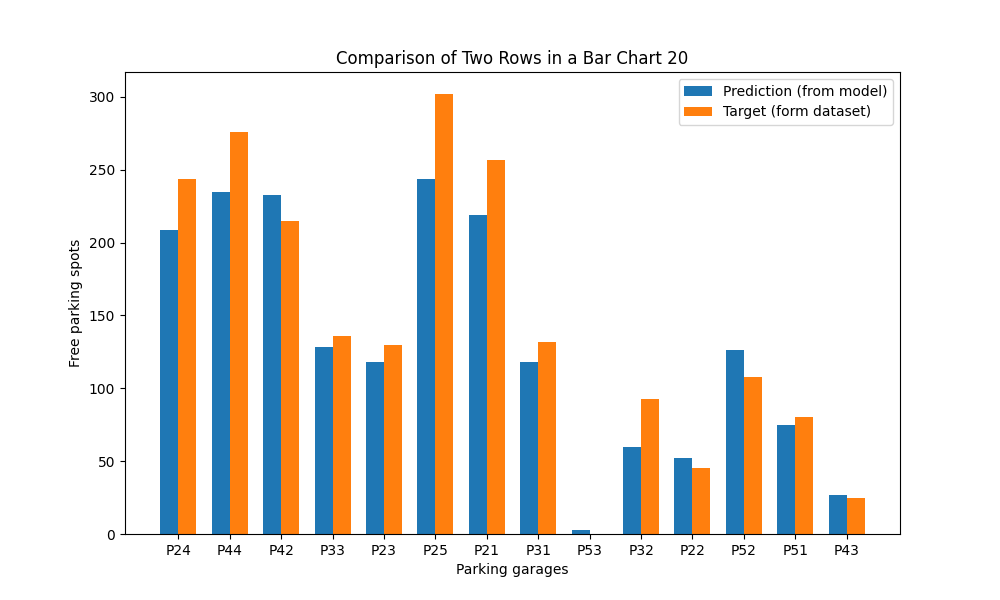 Comparison of Two Rows in a Bar Chart 20
Prediction (from model)
Target (form dataset)
300
250
200
150
100
50
0
Free parking spots
P24 P44 P42 P33 P23 P25 P21 P31 P53 P32 P22 P52 P51 P43
Parking garages